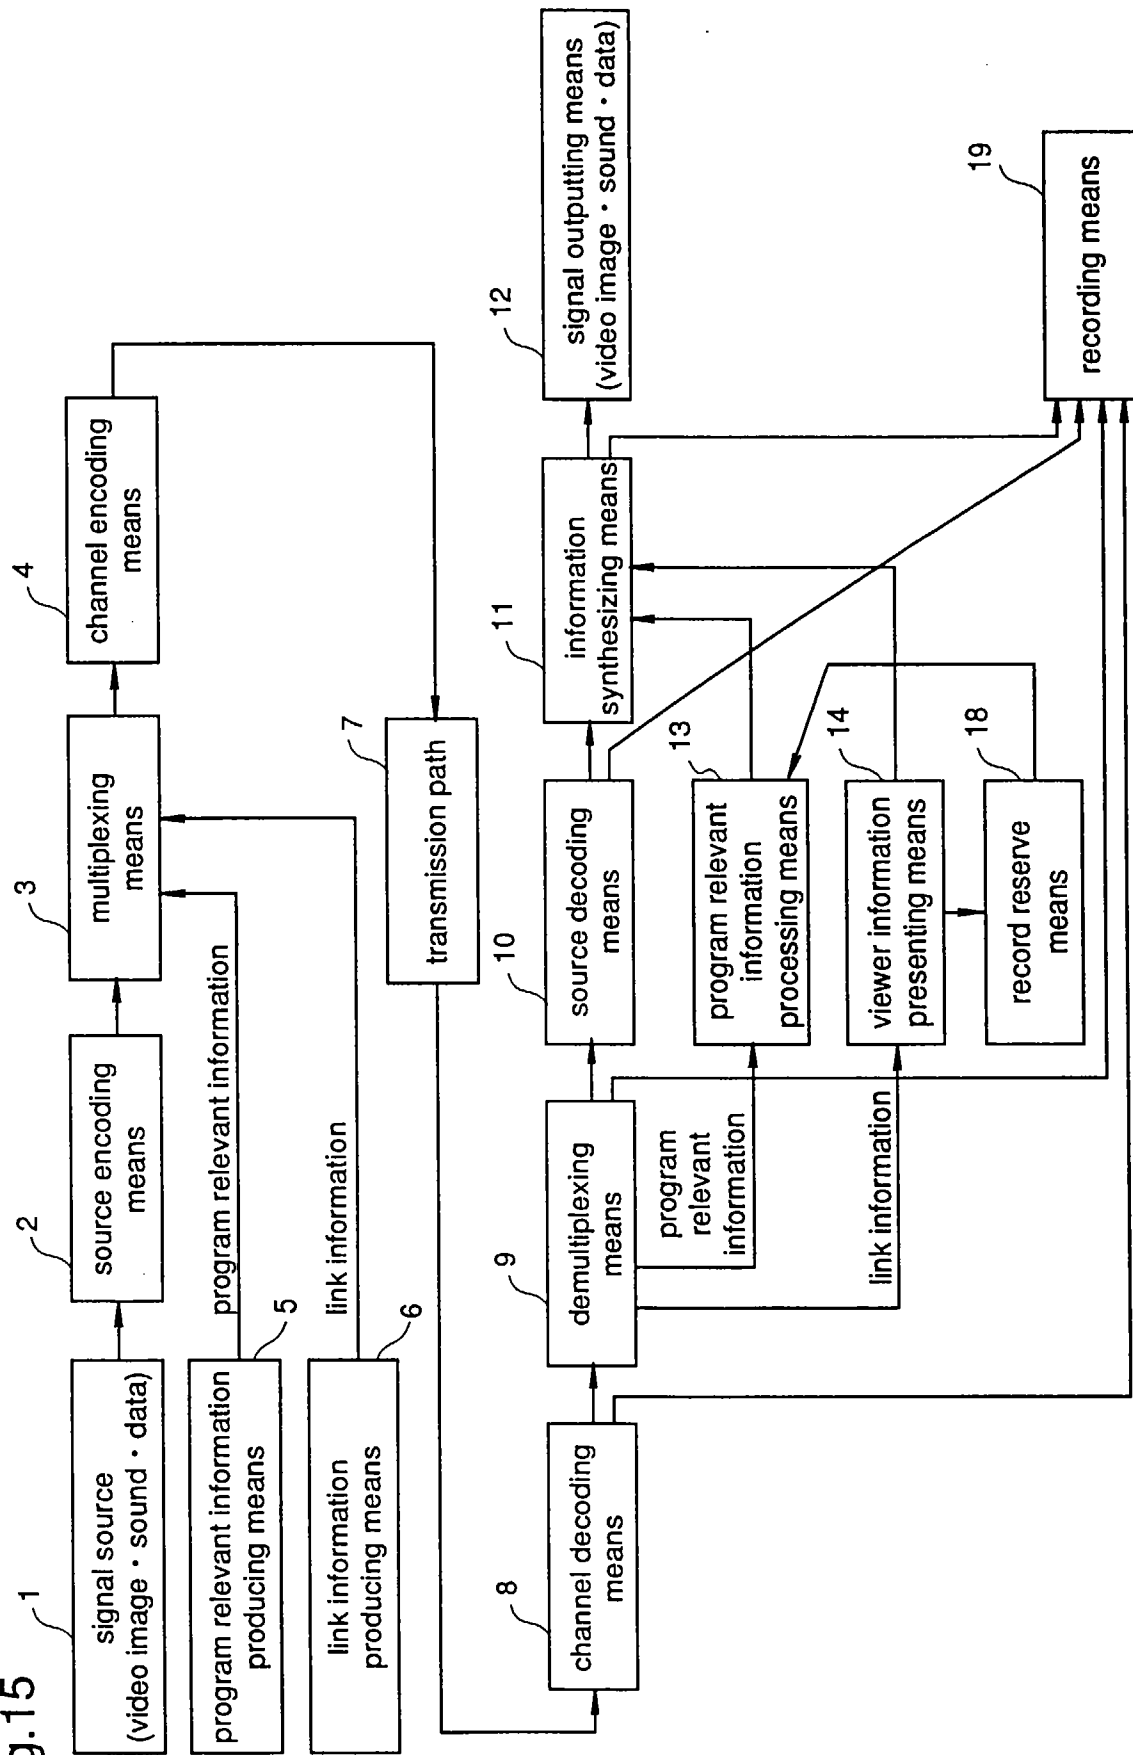 g.15
1
signal source
(video image・sound・data)
2
source encoding
means
3
multiplexing
means
4
channel encoding
means
program relevant information
producing means
5
program relevant information
link information
producing means
6
link information
7
transmission path
8
channel decoding
means
9
demultiplexing
means
10
source decoding
means
11
information
synthesizing means
12
signal outputting means
(video image・sound・data)
program
relevant
information
13
program relevant
information
processing means
link information
14
viewer information
presenting means
18
record reserve
means
19
recording means